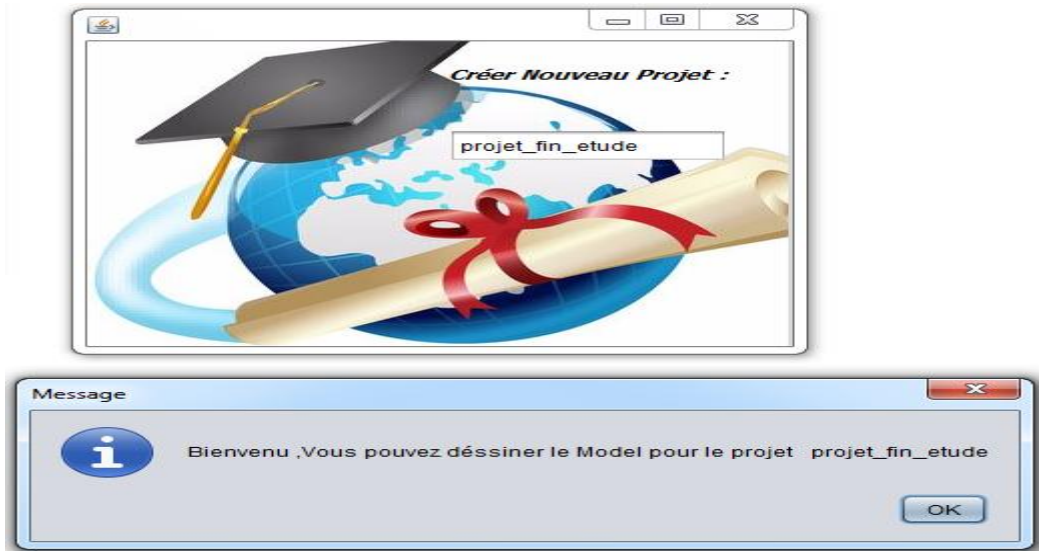 Créer Nouveau Projet :
projet_fin_etude
Message
Bienvenu ,Vous pouvez déssiner le Model pour le projet projet_fin_etude
OK